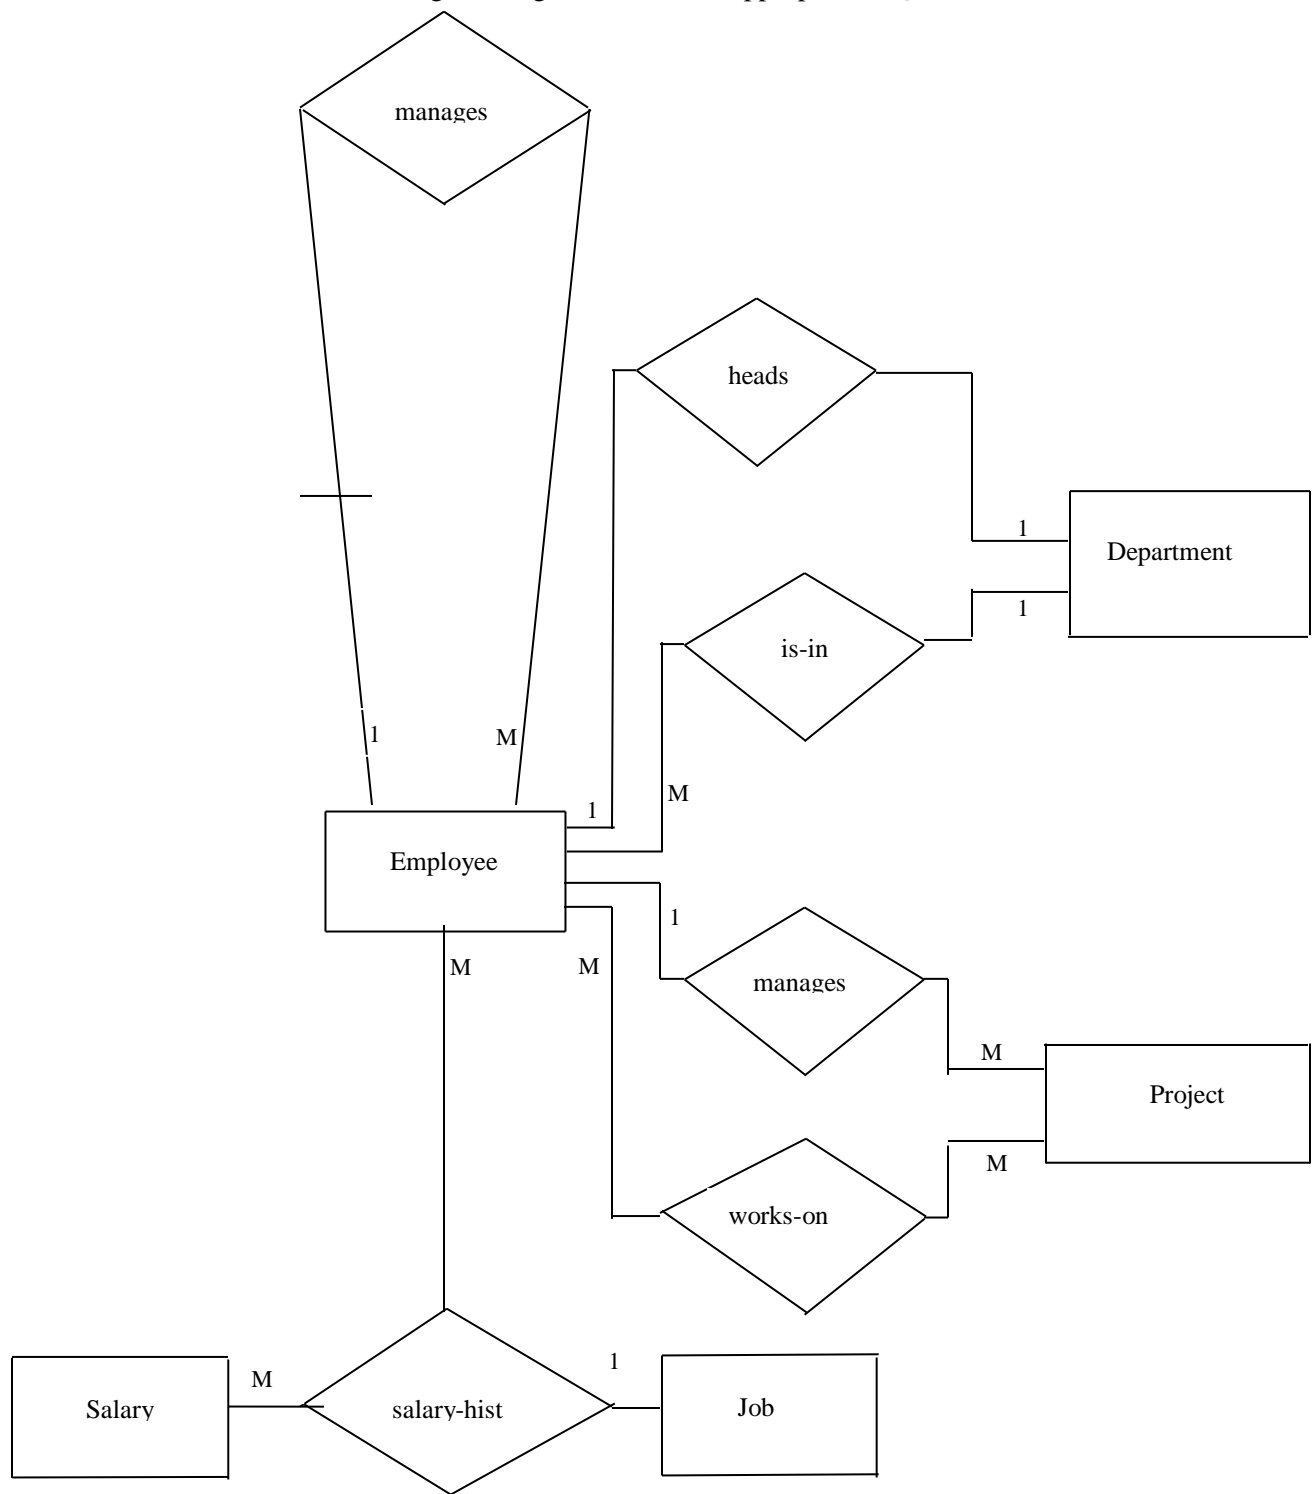 manages
heads
1
Department
1
is-in
1
M
M
1
Employee
1
M
M
manages
M
Project
M
works-on
1
M
Salary
salary-hist
Job